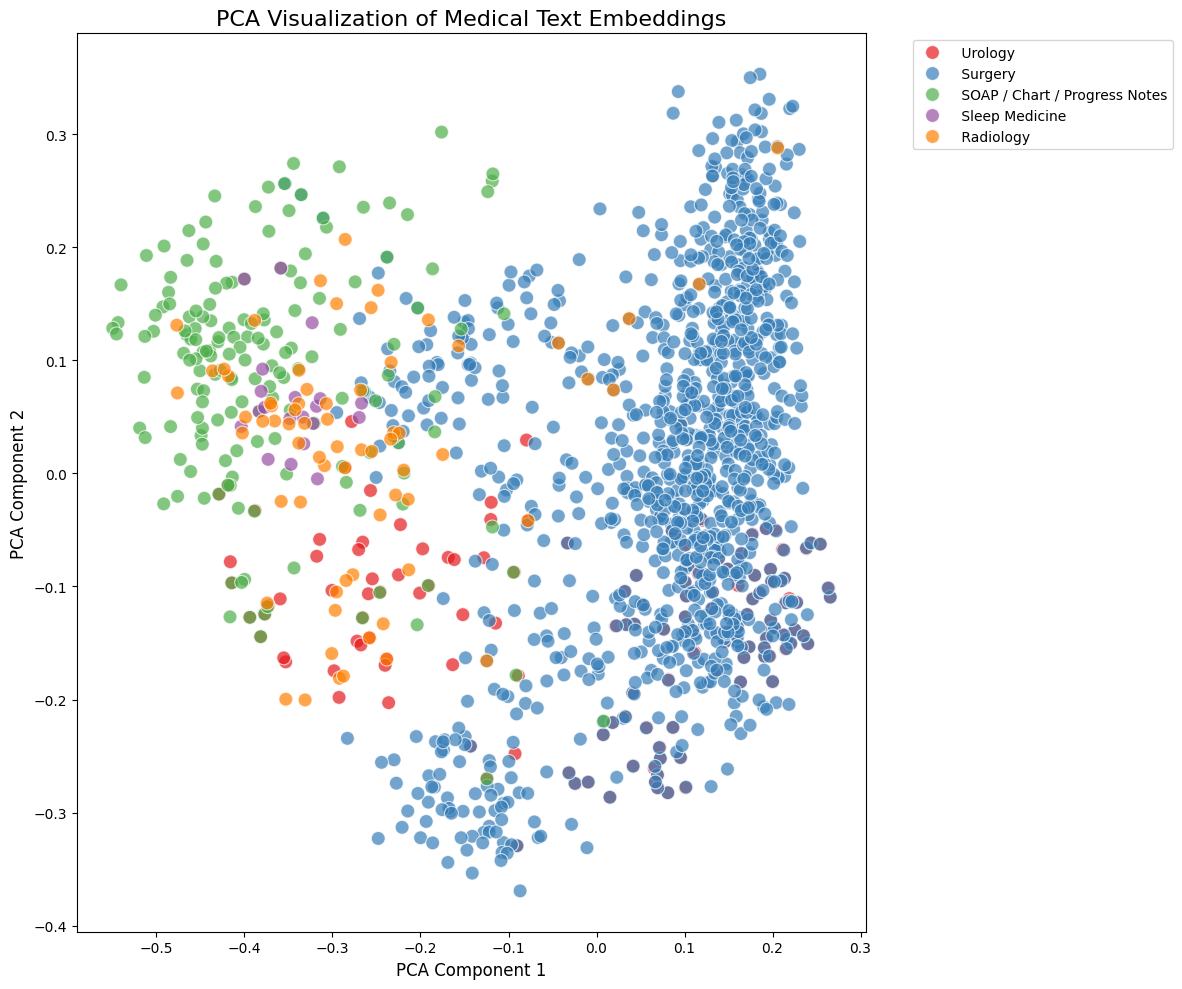 PCA Visualization of Medical Text Embeddings
Urology
Surgery
SOAP / Chart / Progress Notes
Sleep Medicine
Radiology
PCA Component 2
0.3
0.2
0.1
0.0
−0.1
−0.2
−0.3
−0.4
−0.5
−0.4
−0.3
−0.2
−0.1
0.0
0.1
0.2
0.3
PCA Component 1